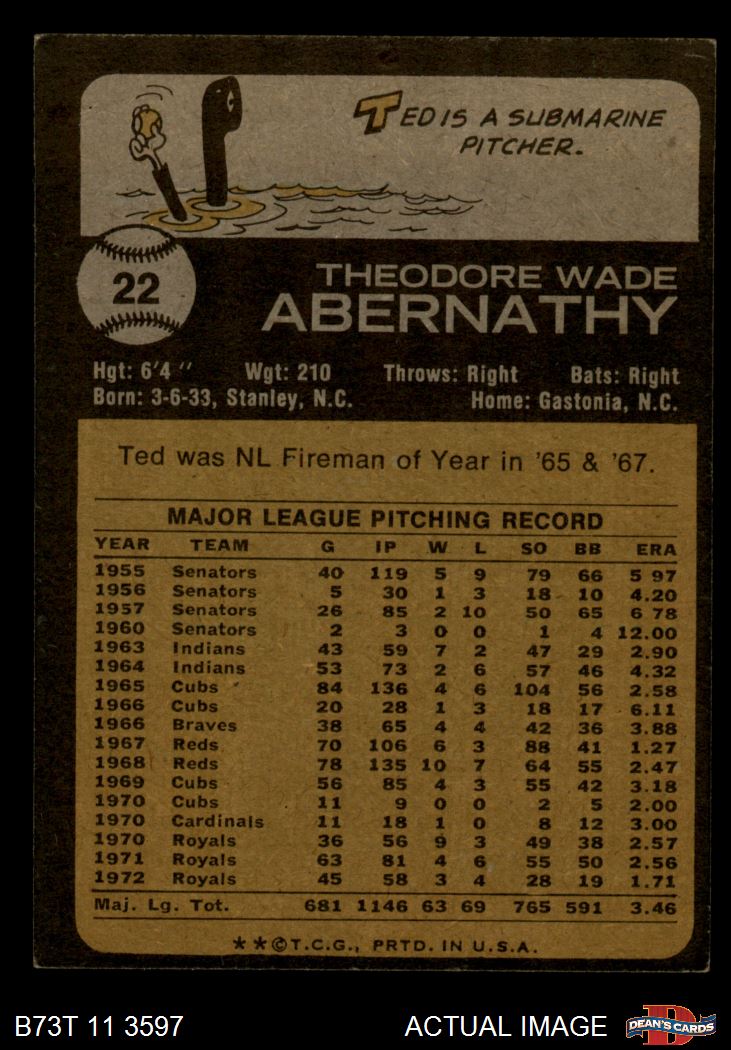 TED IS A SUBMARINE
PITCHER.
22
THEODORE WADE
ABERNATHY
Hgt: 6'4" Wgt: 210 Throws: Right Bats: Right
Born: 3-6-33, Stanley, N.C. Home: Gastonia, N.C.
Ted was NL Fireman of Year in '65 & '67.
MAJOR LEAGUE PITCHING RECORD
YEAR TEAM G IP W L SO BB ERA
1955 Senators 40 119 5 9 79 66 5 97
1956 Senators 5 30 1 3 18 10 4.20
1957 Senators 26 85 2 10 50 65 6 78
1960 Senators 2 3 0 0 1 4 12.00
1963 Indians 43 59 7 2 47 29 2.90
1964 Indians 53 73 2 6 57 46 4.32
1965 Cubs 84 136 4 6 104 56 2.58
1966 Cubs 20 28 1 3 18 17 6.11
1966 Braves 38 65 4 4 42 36 3.88
1967 Reds 70 106 6 3 88 41 1.27
1968 Reds 78 135 10 7 64 55 2.47
1969 Cubs 56 85 4 3 55 42 3.18
1970 Cubs 11 9 0 0 2 5 2.00
1970 Cardinals 11 18 1 0 8 12 3.00
1970 Royals 36 56 9 3 49 38 2.57
1971 Royals 63 81 4 6 55 50 2.56
1972 Royals 45 58 3 4 28 19 1.71
Maj. Lg. Tot. 681 1146 63 69 765 591 3.46
**©T.C.G., PRTD. IN U.S.A.
B73T 11 3597 ACTUAL IMAGE D DEAN'S CARDS